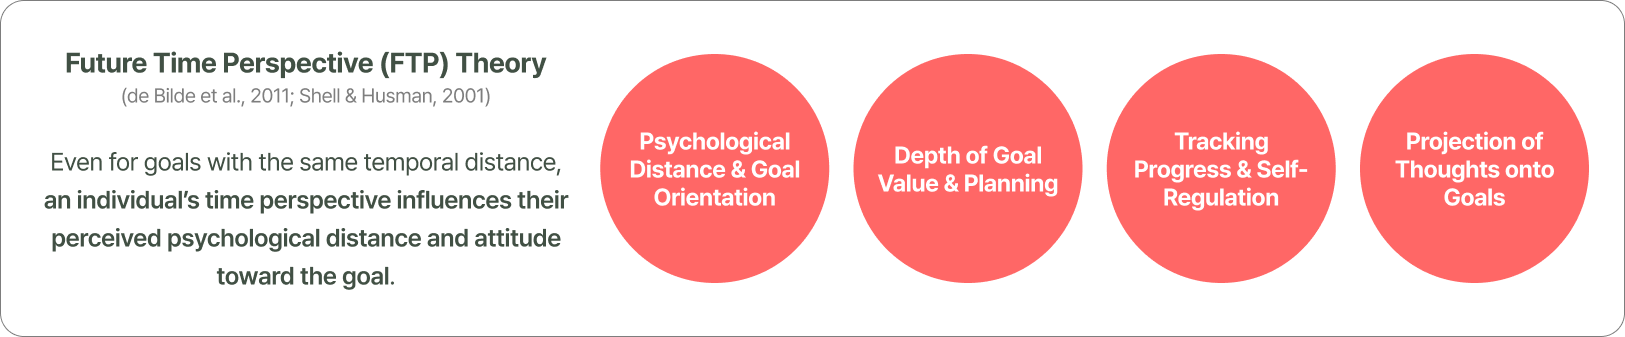 Future Time Perspective (FTP) Theory
(de Bilde et al., 2011; Shell & Husman, 2001)
Even for goals with the same temporal distance,
an individual’s time perspective influences their
perceived psychological distance and attitude
toward the goal.
Psychological
Distance & Goal
Orientation
Depth of Goal
Value & Planning
Tracking
Progress & Self-
Regulation
Projection of
Thoughts onto
Goals